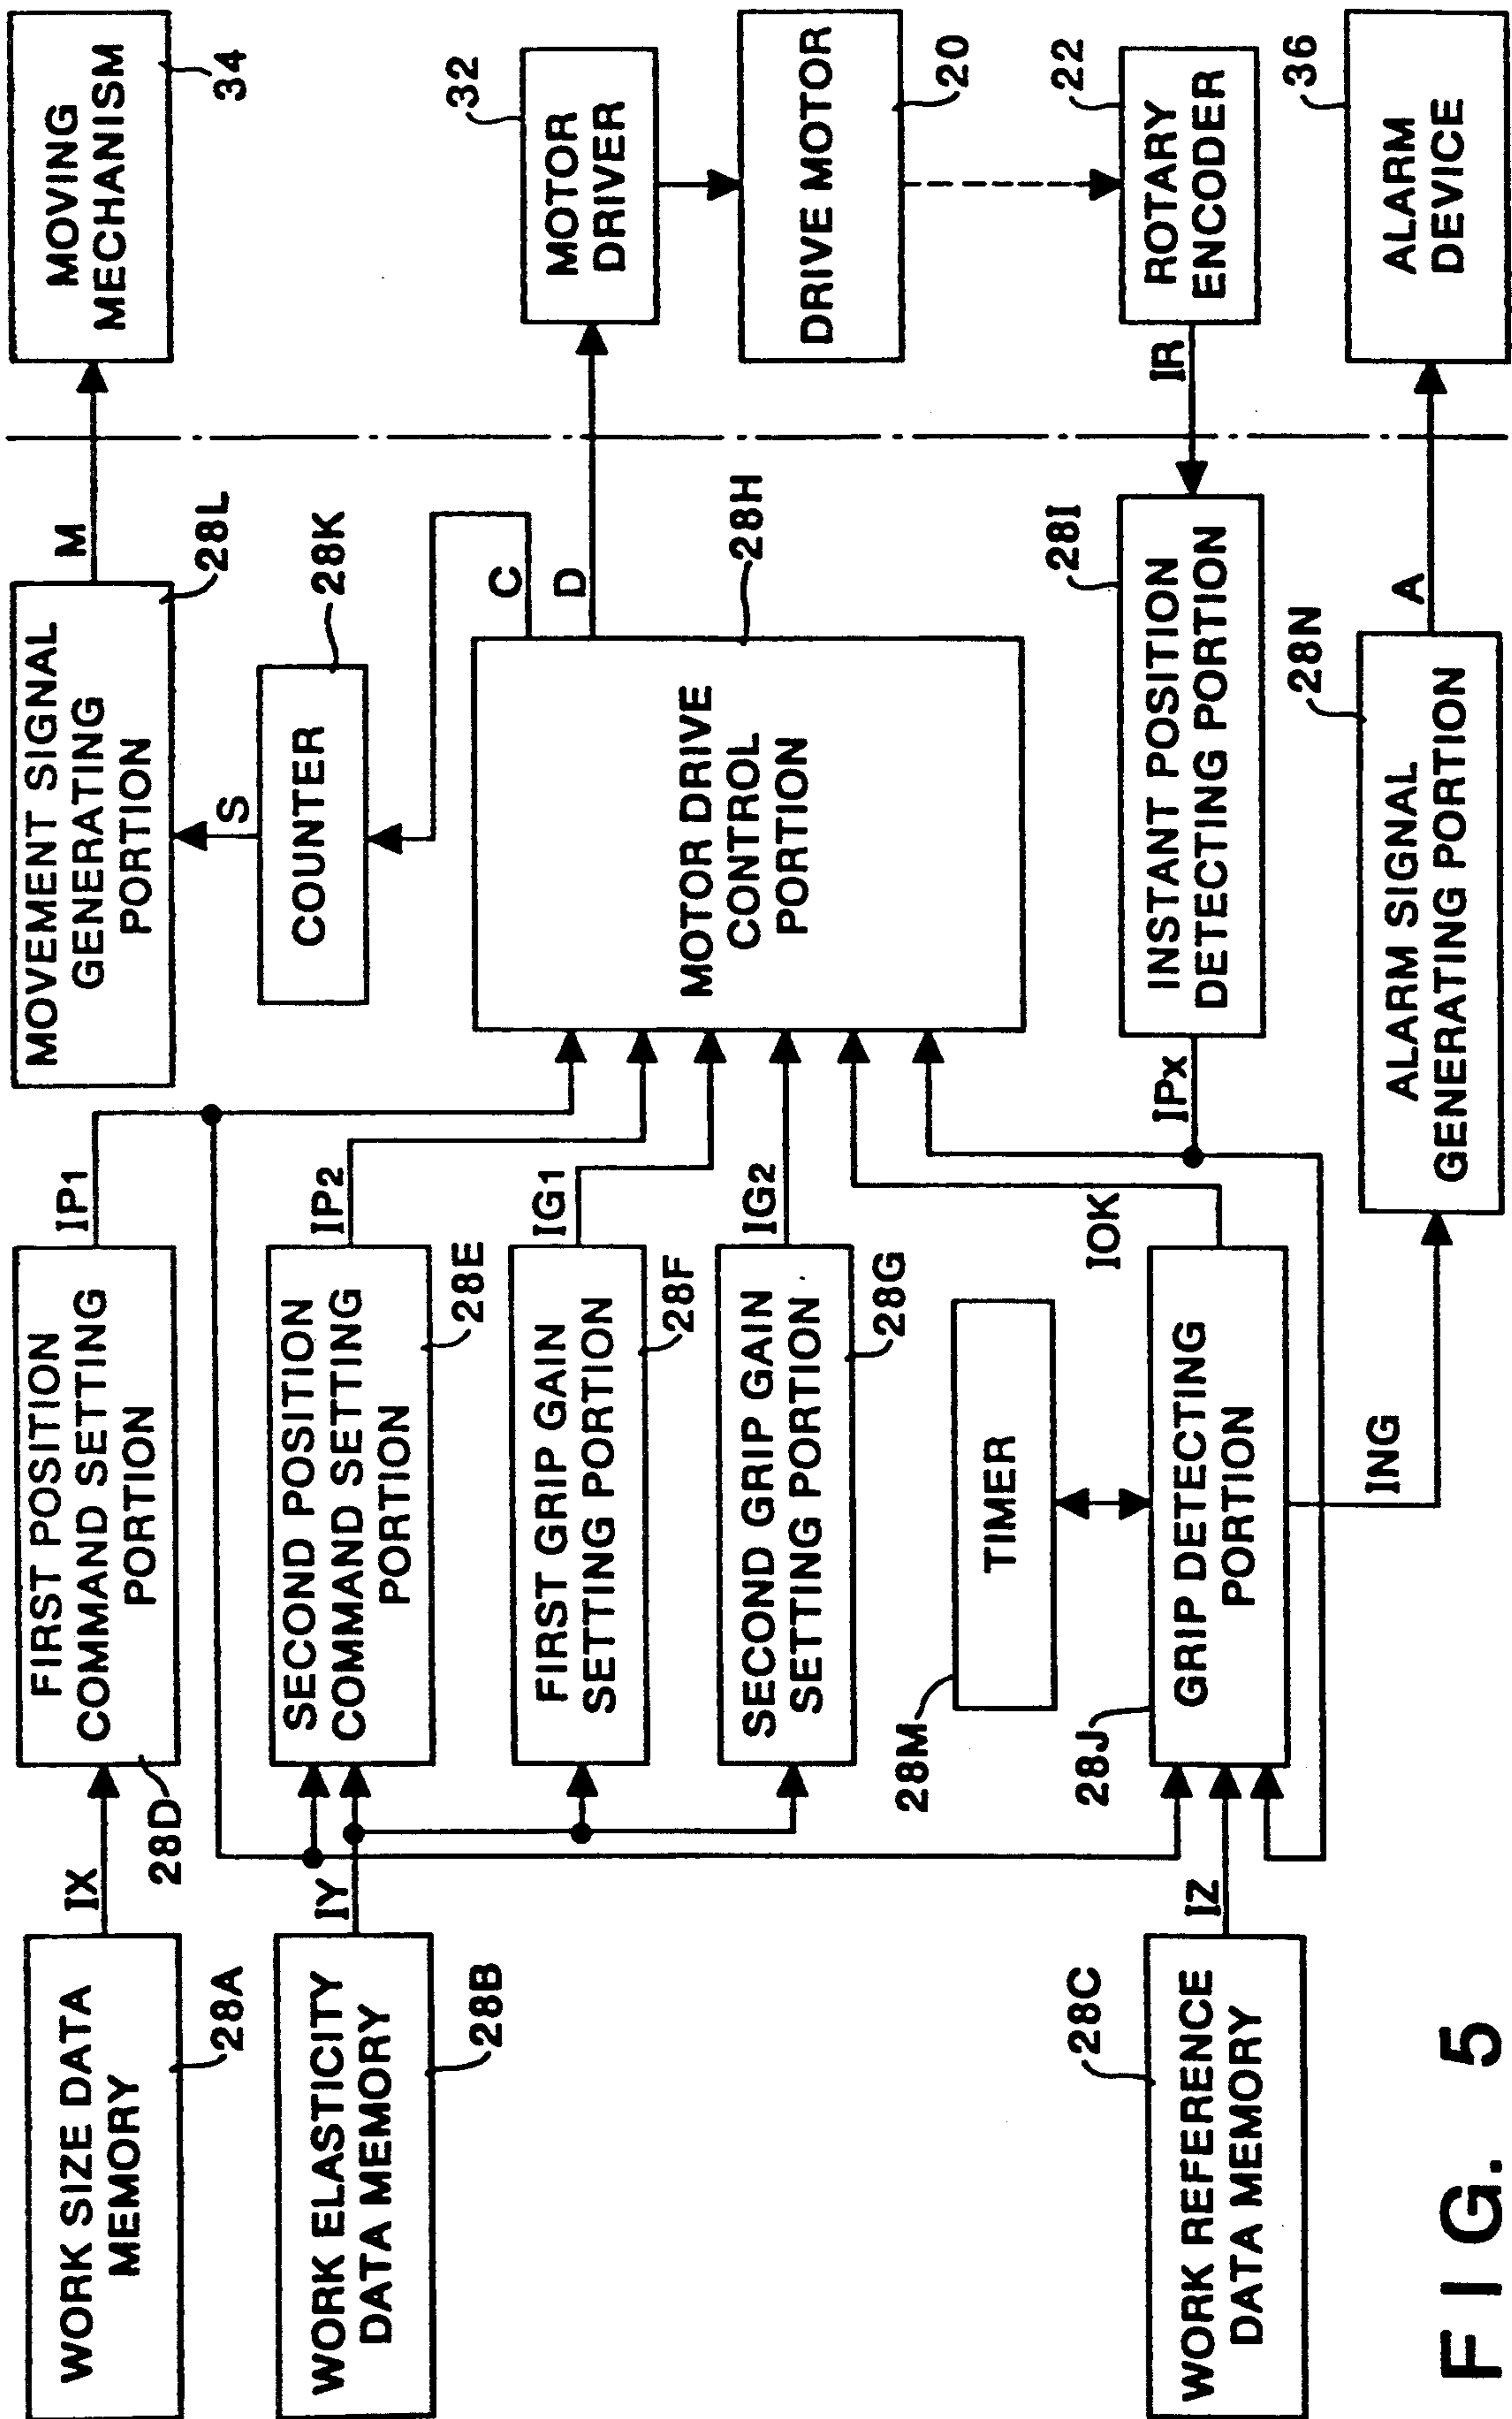 WORK SIZE DATA
MEMORY
28A
IX
FIRST POSITION
COMMAND SETTING
PORTION
28D
IP1
MOVEMENT SIGNAL
GENERATING
PORTION
28L
M
MOVING
MECHANISM
34
WORK ELASTICITY
DATA MEMORY
28B
IY
SECOND POSITION
COMMAND SETTING
PORTION
28E
IP2
S
COUNTER
28K
C
FIRST GRIP GAIN
SETTING PORTION
28F
IG1
D
MOTOR
DRIVER
32
SECOND GRIP GAIN
SETTING PORTION
28G
IG2
MOTOR DRIVE
CONTROL
PORTION
28H
DRIVE MOTOR
20
TIMER
28M
WORK REFERENCE
DATA MEMORY
28C
IZ
GRIP DETECTING
PORTION
28J
IOK
IPx
INSTANT POSITION
DETECTING PORTION
28I
IR
ROTARY
ENCODER
22
ING
ALARM SIGNAL
GENERATING PORTION
28N
A
ALARM
DEVICE
36
FIG. 5